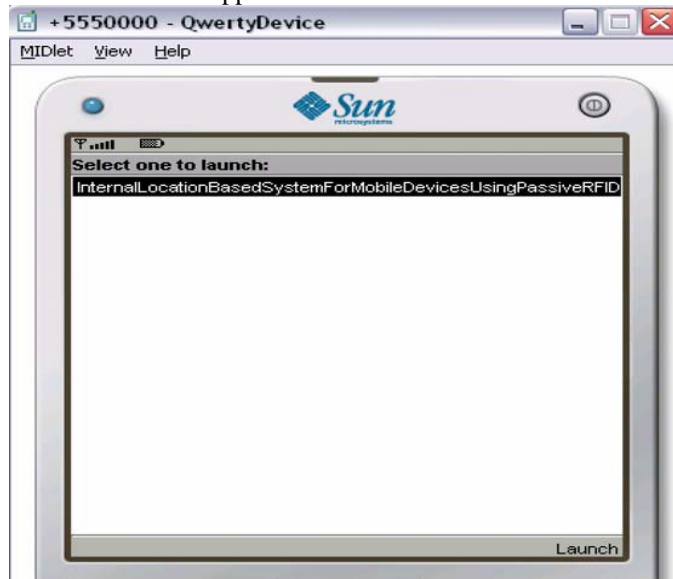 +5550000 - QwertyDevice
MIDlet View Help
Sun
microsystems
Select one to launch:
InternalLocationBasedSystemForMobileDevicesUsingPassiveRFID
Launch